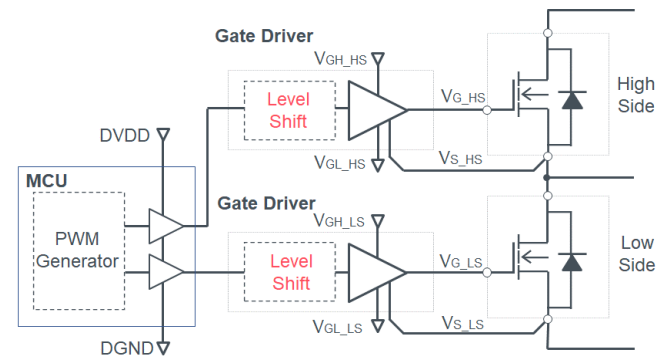 Gate Driver
VGH_HS
Level
Shift
VG_HS
High
Side
DVDD
VGL_HS
VS_HS
MCU
Gate Driver
VGH_LS
PWM
Generator
Level
Shift
VG_LS
Low
Side
VGL_LS
VS_LS
DGND